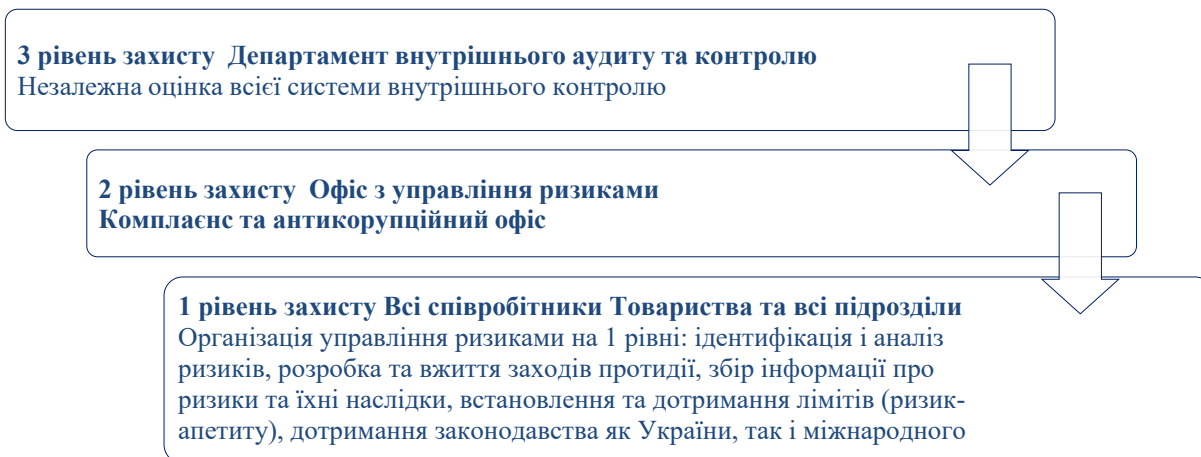 3 рівень захисту Департамент внутрішнього аудиту та контролю
Незалежна оцінка всієї системи внутрішнього контролю
2 рівень захисту Офіс з управління ризиками
Комплаєнс та антикорупційний офіс
1 рівень захисту Всі співробітники Товариства та всі підрозділи
Організація управління ризиками на 1 рівні: ідентифікація і аналіз
ризиків, розробка та вжиття заходів протидії, збір інформації про
ризики та їхні наслідки, встановлення та дотримання лімітів (ризик-
апетиту), дотримання законодавства як України, так і міжнародного